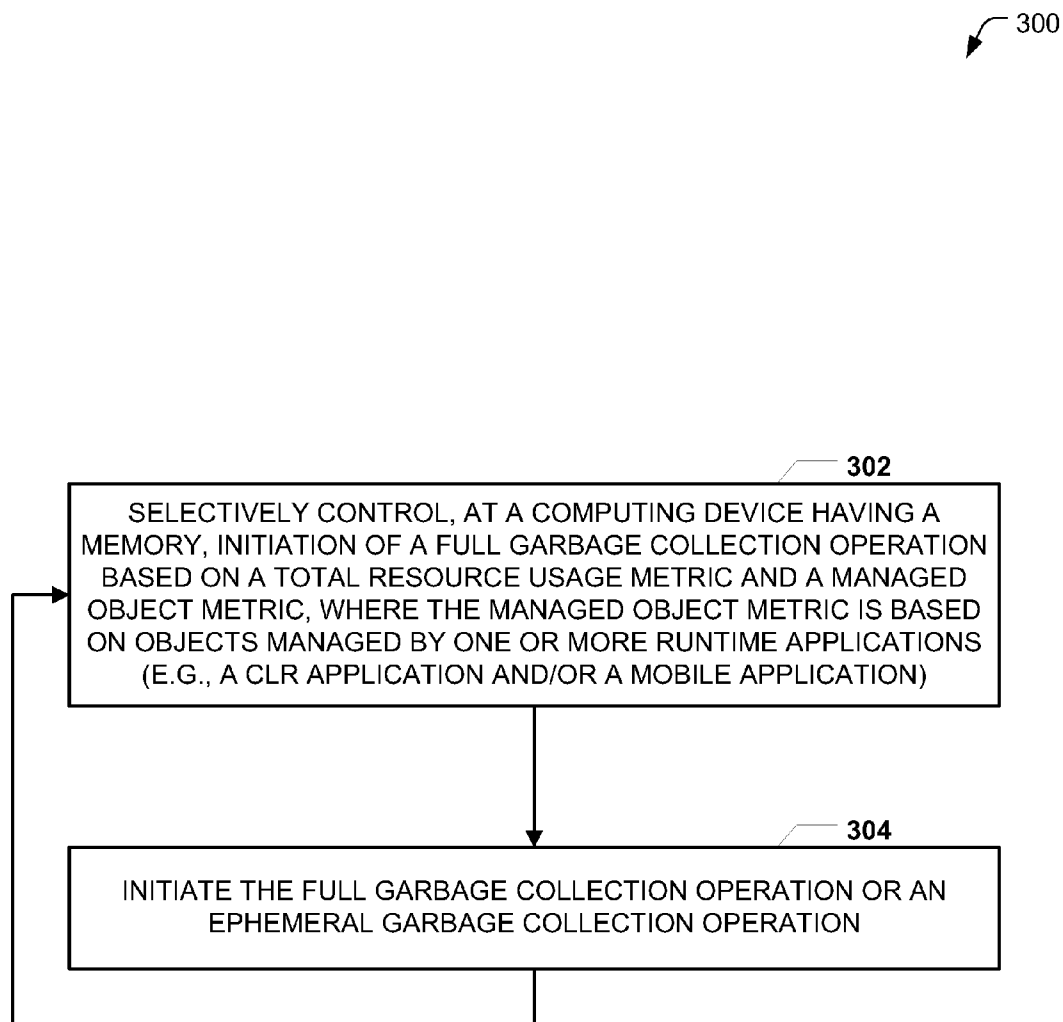 300
302
SELECTIVELY CONTROL, AT A COMPUTING DEVICE HAVING A
MEMORY, INITIATION OF A FULL GARBAGE COLLECTION OPERATION
BASED ON A TOTAL RESOURCE USAGE METRIC AND A MANAGED
OBJECT METRIC, WHERE THE MANAGED OBJECT METRIC IS BASED
ON OBJECTS MANAGED BY ONE OR MORE RUNTIME APPLICATIONS
(E.G., A CLR APPLICATION AND/OR A MOBILE APPLICATION)
304
INITIATE THE FULL GARBAGE COLLECTION OPERATION OR AN
EPHEMERAL GARBAGE COLLECTION OPERATION